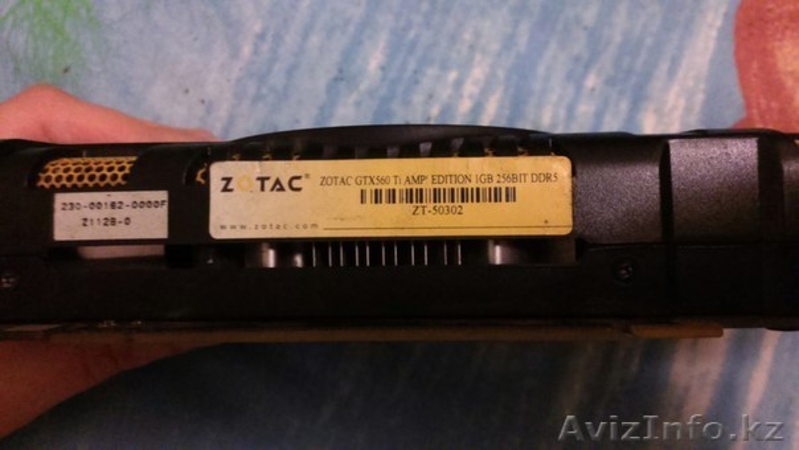 ZOTAC®
ZOTAC GTX560 Ti AMP! EDITION 1GB 256BIT DDR5
ZT-50302
www.zotac.com
230-00162-0000F
Z1128-0
AvizInfo.kz